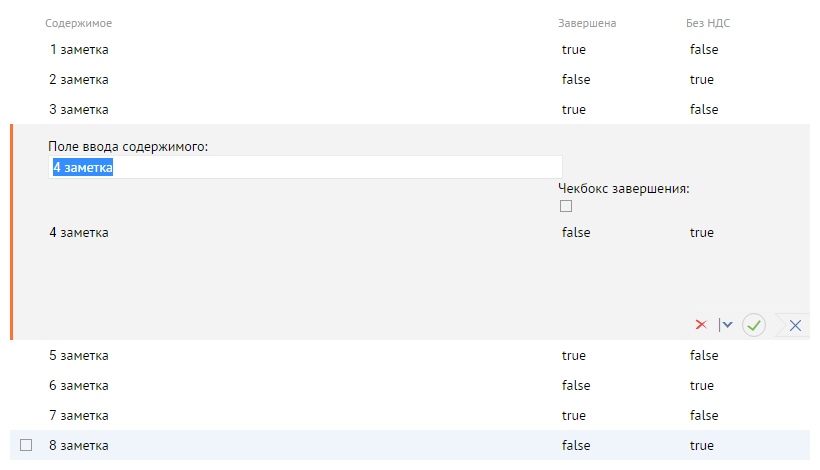 Содержимое Завершена Без НДС
1 заметка true false
2 заметка false true
3 заметка true false
Поле ввода содержимого:
4 заметка
Чекбокс завершения:
4 заметка false true
5 заметка true false
6 заметка false true
7 заметка true false
8 заметка false true